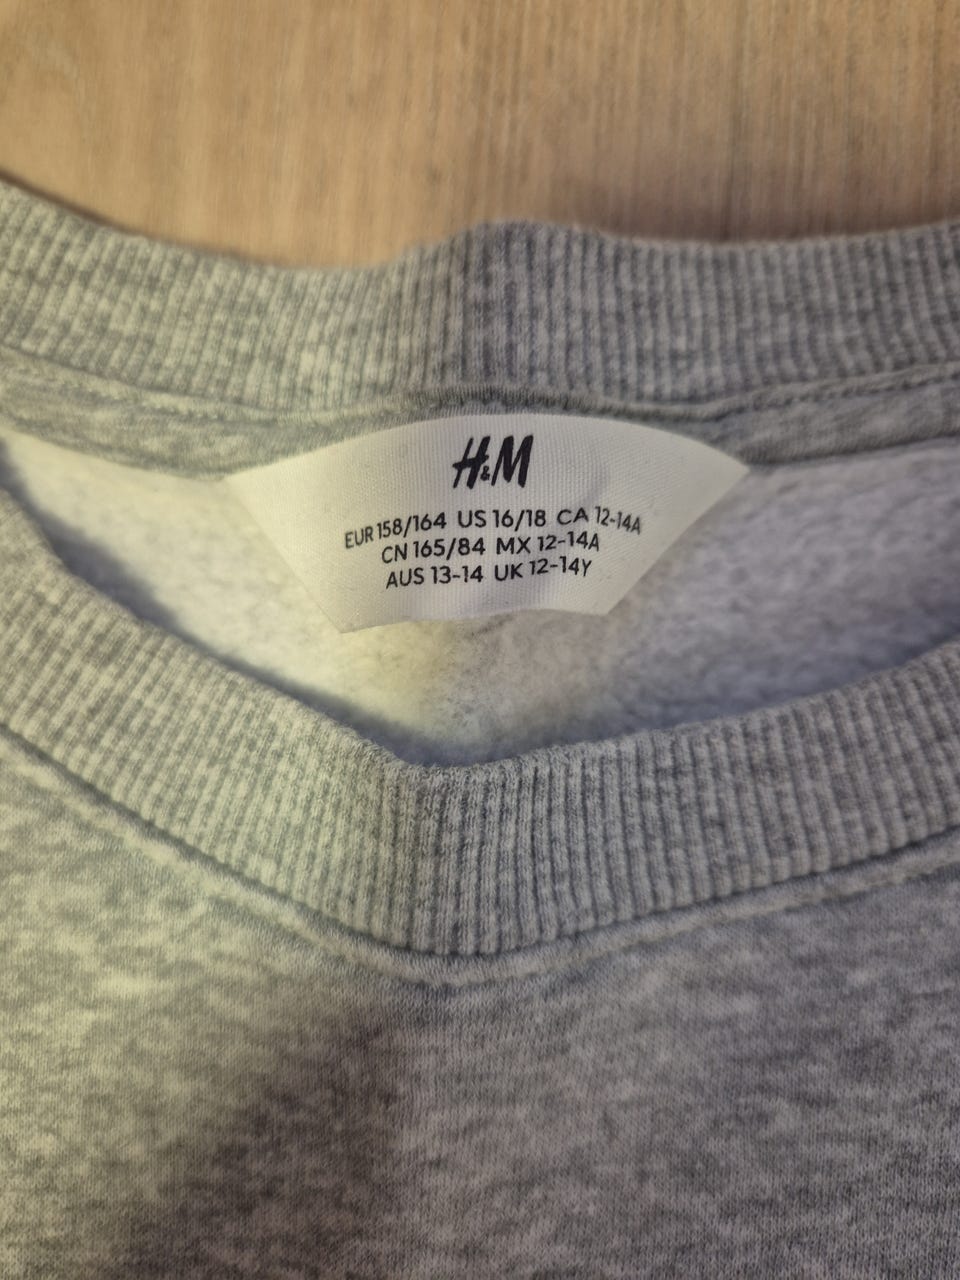 H&M
EUR 158/164 US 16/18 CA 12-14A
CN 165/84 MX 12-14A
AUS 13-14 UK 12-14Y